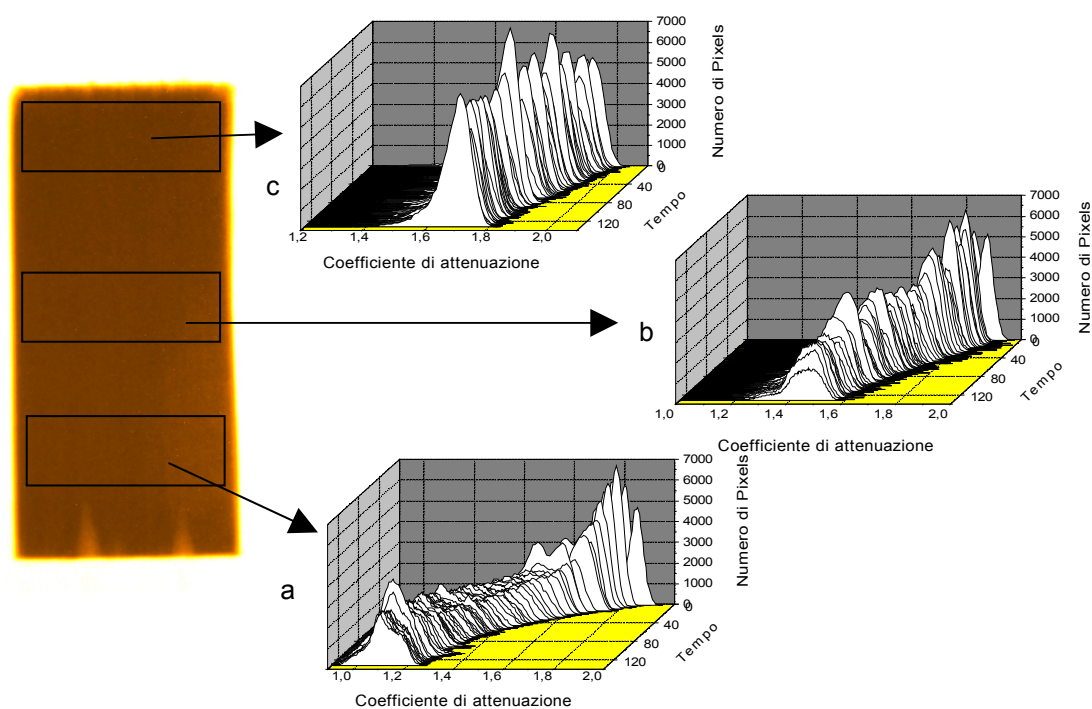 7000
6000
5000
4000
3000
2000
1000
0
0
40
80
120
Numero di Pixels
Tempo
c
1,2 1,4 1,6 1,8 2,0
Coefficiente di attenuazione
7000
6000
5000
4000
3000
2000
1000
0
0
40
80
120
Numero di Pixels
Tempo
b
1,0 1,2 1,4 1,6 1,8 2,0
Coefficiente di attenuazione
7000
6000
5000
4000
3000
2000
1000
0
0
40
80
120
Numero di Pixels
Tempo
a
1,0 1,2 1,4 1,6 1,8 2,0
Coefficiente di attenuazione